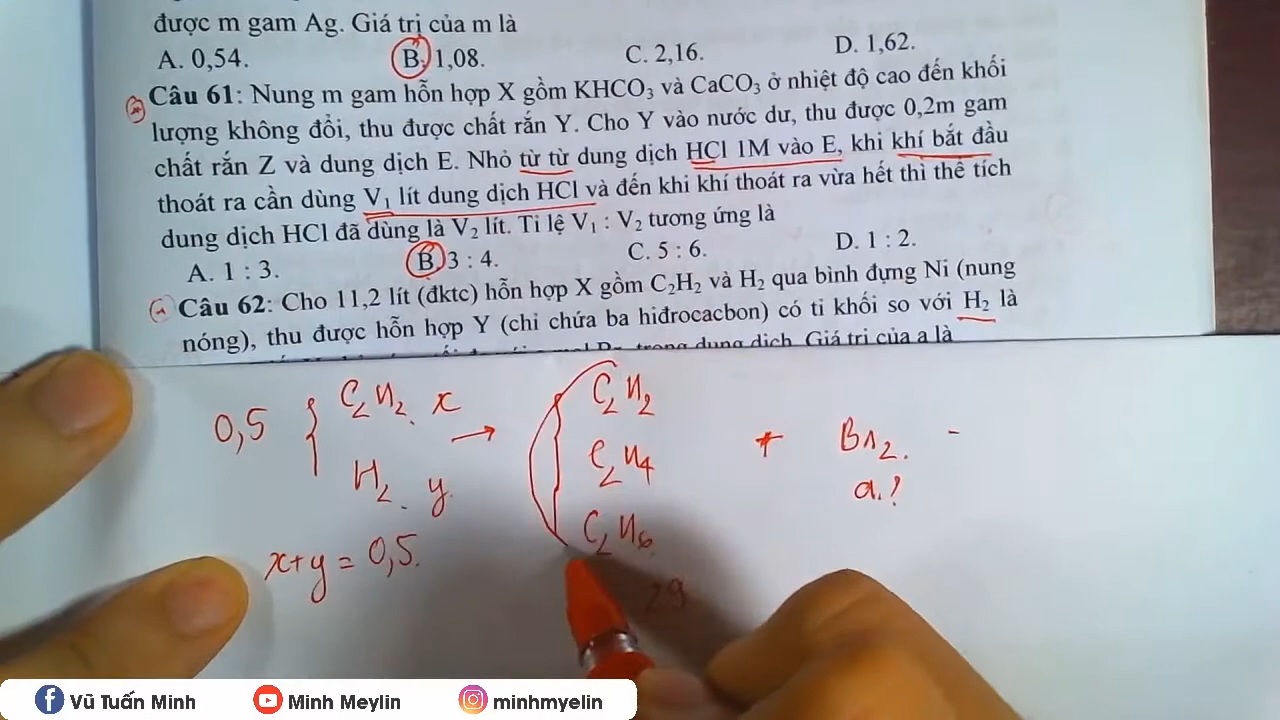 được m gam Ag. Giá trị của m là
A. 0,54. B. 1,08. C. 2,16. D. 1,62.
Câu 61: Nung m gam hỗn hợp X gồm KHCO₃ và CaCO₃ ở nhiệt độ cao đến khối
lượng không đổi, thu được chất rắn Y. Cho Y vào nước dư, thu được 0,2m gam
chất rắn Z và dung dịch E. Nhỏ từ từ dung dịch HCl 1M vào E, khi khí bắt đầu
thoát ra cần dùng V₁ lít dung dịch HCl và đến khi khí thoát ra vừa hết thì thể tích
dung dịch HCl đã dùng là V₂ lít. Tỉ lệ V₁ : V₂ tương ứng là
A. 1 : 3. B. 3 : 4. C. 5 : 6. D. 1 : 2.
Câu 62: Cho 11,2 lít (đktc) hỗn hợp X gồm C₂H₂ và H₂ qua bình đựng Ni (nung
nóng), thu được hỗn hợp Y (chỉ chứa ba hiđrocacbon) có tỉ khối so với H₂ là
trong dung dịch. Giá trị của a là
0,5 C₂H₂ x → C₂H₂
H₂ y C₂H₄ + Br₂
a.?
C₂H₆
x+y = 0,5.
29
Vũ Tuấn Minh Minh Meylin minhmyelin